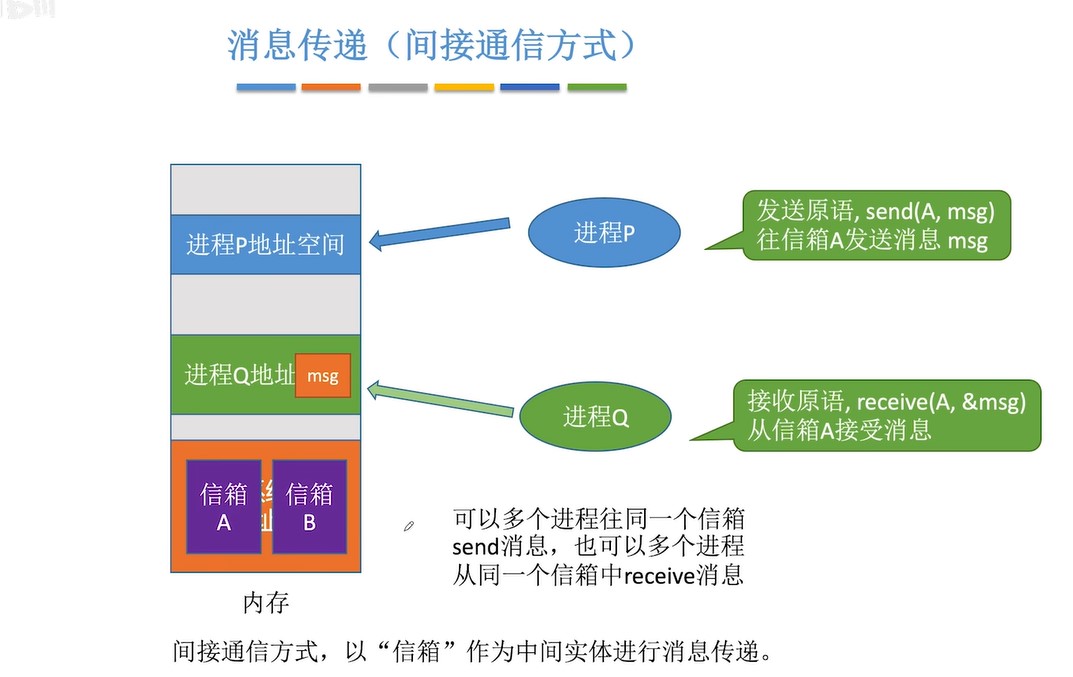 消息传递（间接通信方式）
进程P地址空间
进程P
发送原语, send(A, msg)
往信箱A发送消息 msg
进程Q地址
msg
进程Q
接收原语, receive(A, &msg)
从信箱A接受消息
信箱
A
信箱
B
可以多个进程往同一个信箱
send消息，也可以多个进程
从同一个信箱中receive消息
内存
间接通信方式，以“信箱”作为中间实体进行消息传递。